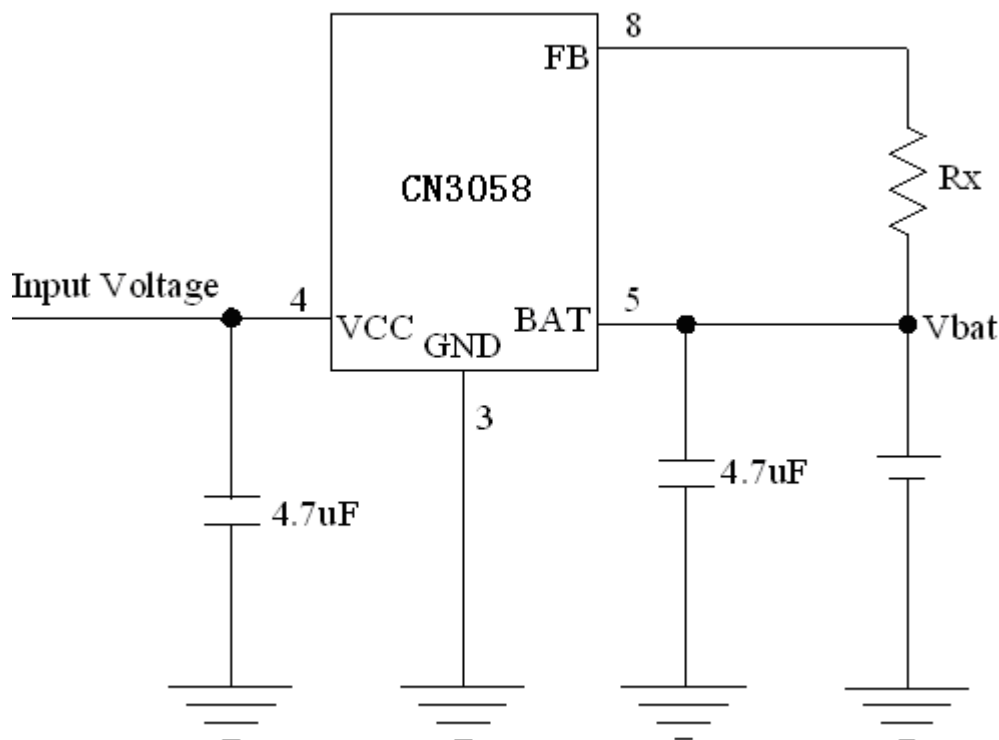 8
FB
CN3058
Rx
Input Voltage
4
5
VCC
GND
BAT
Vbat
3
4.7uF
4.7uF